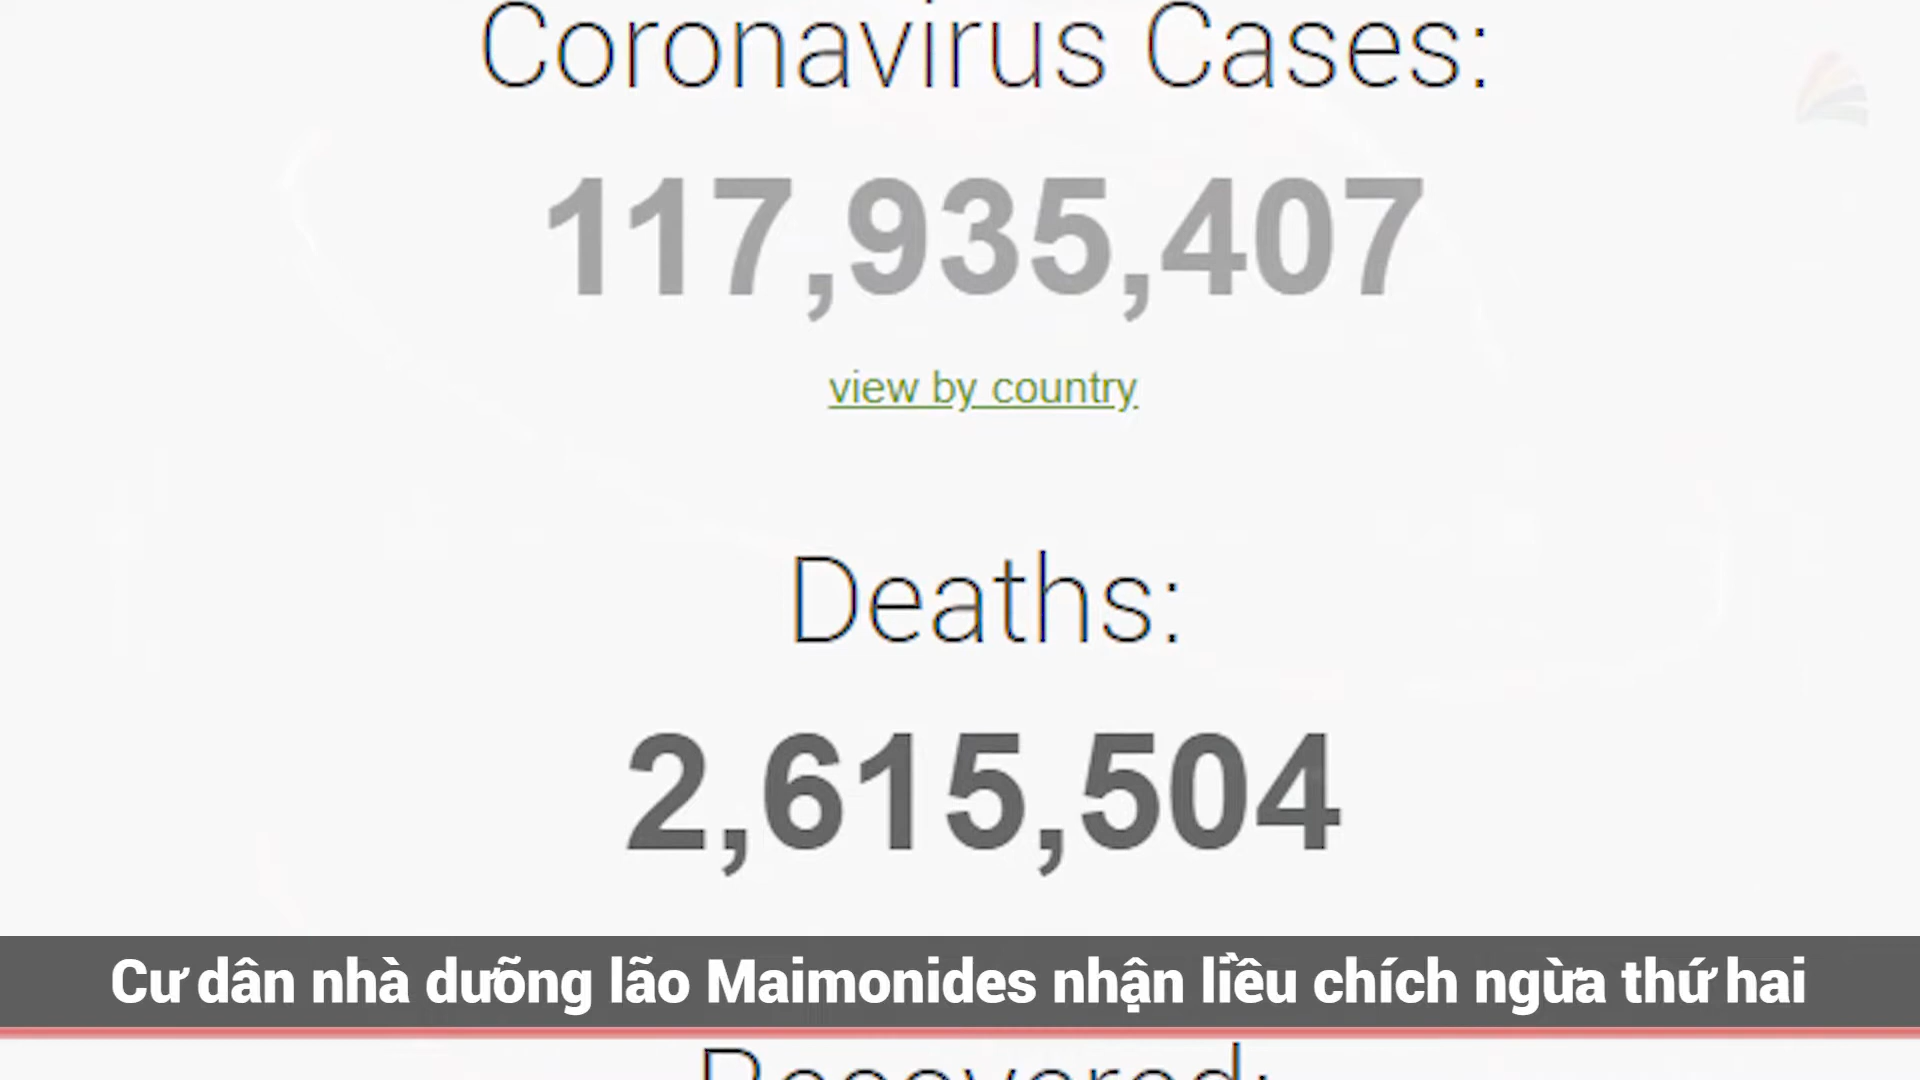 Coronavirus Cases:
117,935,407
view by country
Deaths:
2,615,504
Cư dân nhà dưỡng lão Maimonides nhận liều chích ngừa thứ hai
Recovered: